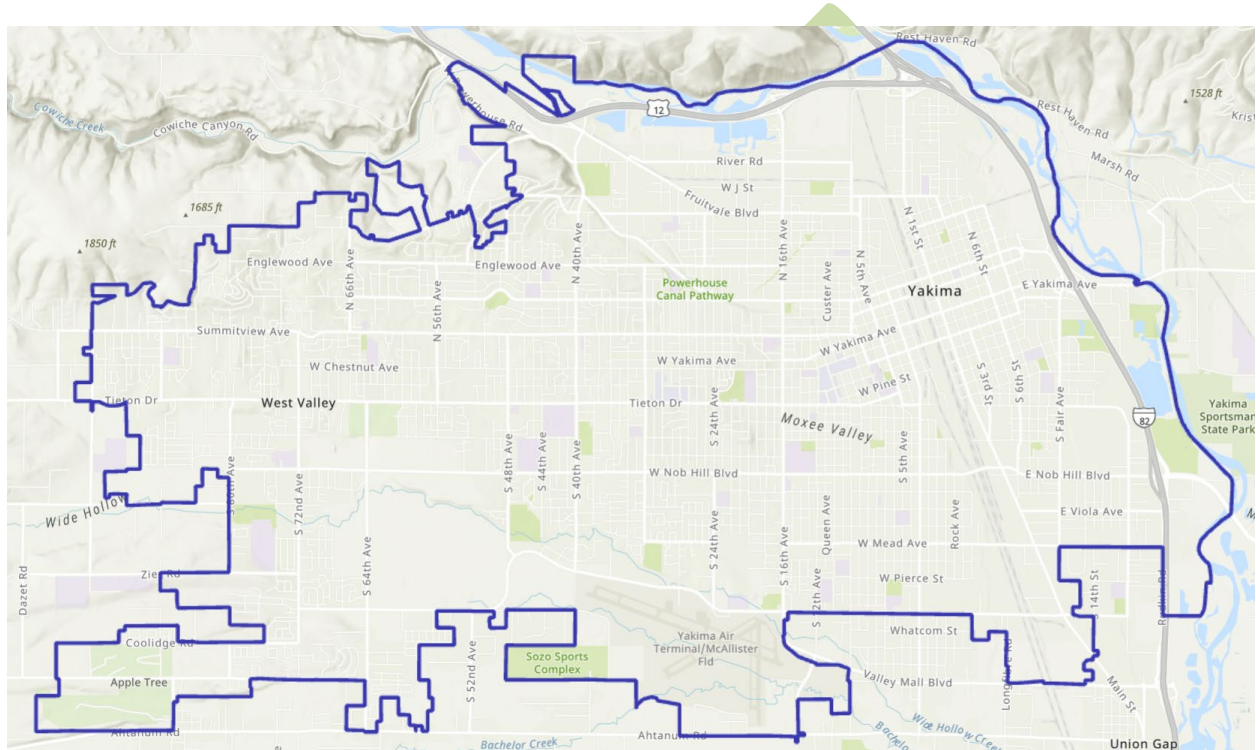 Rest Haven Rd
1528 ft
Cowiche Creek
Cowiche Canyon Rd
Powerhouse Rd
12
Rest Haven Rd
Marsh Rd
River Rd
W J St
Fruitvale Blvd
1685 ft
1850 ft
N 40th Ave
N 16th Ave
N 1st St
N 6th St
N 5th Ave
Englewood Ave
Englewood Ave
N 66th Ave
N 56th Ave
Powerhouse
Canal Pathway
Custer Ave
Yakima
E Yakima Ave
Summitview Ave
W Yakima Ave
W Yakima Ave
W Chestnut Ave
W Pine St
S 3rd St
S 6th St
Tieton Dr
West Valley
Tieton Dr
S 24th Ave
Moxee Valley
S Fair Ave
82
Yakima
Sportsman
State Park
S 48th Ave
S 44th Ave
S 40th Ave
S 5th Ave
W Nob Hill Blvd
E Nob Hill Blvd
Wide Hollow
S 80th Ave
S 72nd Ave
S 24th Ave
S 16th Ave
Queen Ave
Rock Ave
E Viola Ave
W Mead Ave
Dazet Rd
Zier Rd
S 64th Ave
W Pierce St
S 14th St
Rudkin Rd
Coolidge Rd
S 52nd Ave
Yakima Air
Terminal/McAllister
Fld
Whatcom St
Longfibre Rd
Sozo Sports
Complex
Apple Tree
Valley Mall Blvd
Main St
Ahtanum Rd
Ahtanum Rd
Bachelor Creek
Wide Hollow Creek
Union Gap